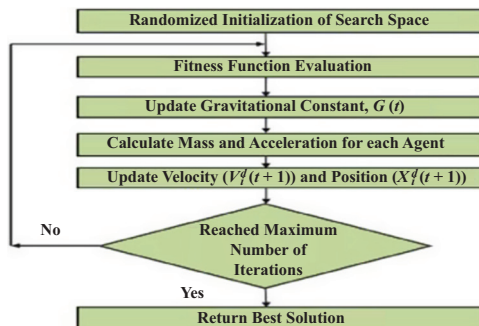 Randomized Initialization of Search Space
Fitness Function Evaluation
Update Gravitational Constant, G (t)
Calculate Mass and Acceleration for each Agent
Update Velocity (V_i^d(t + 1)) and Position (X_i^d(t + 1))
Reached Maximum
Number of
Iterations
No
Yes
Return Best Solution